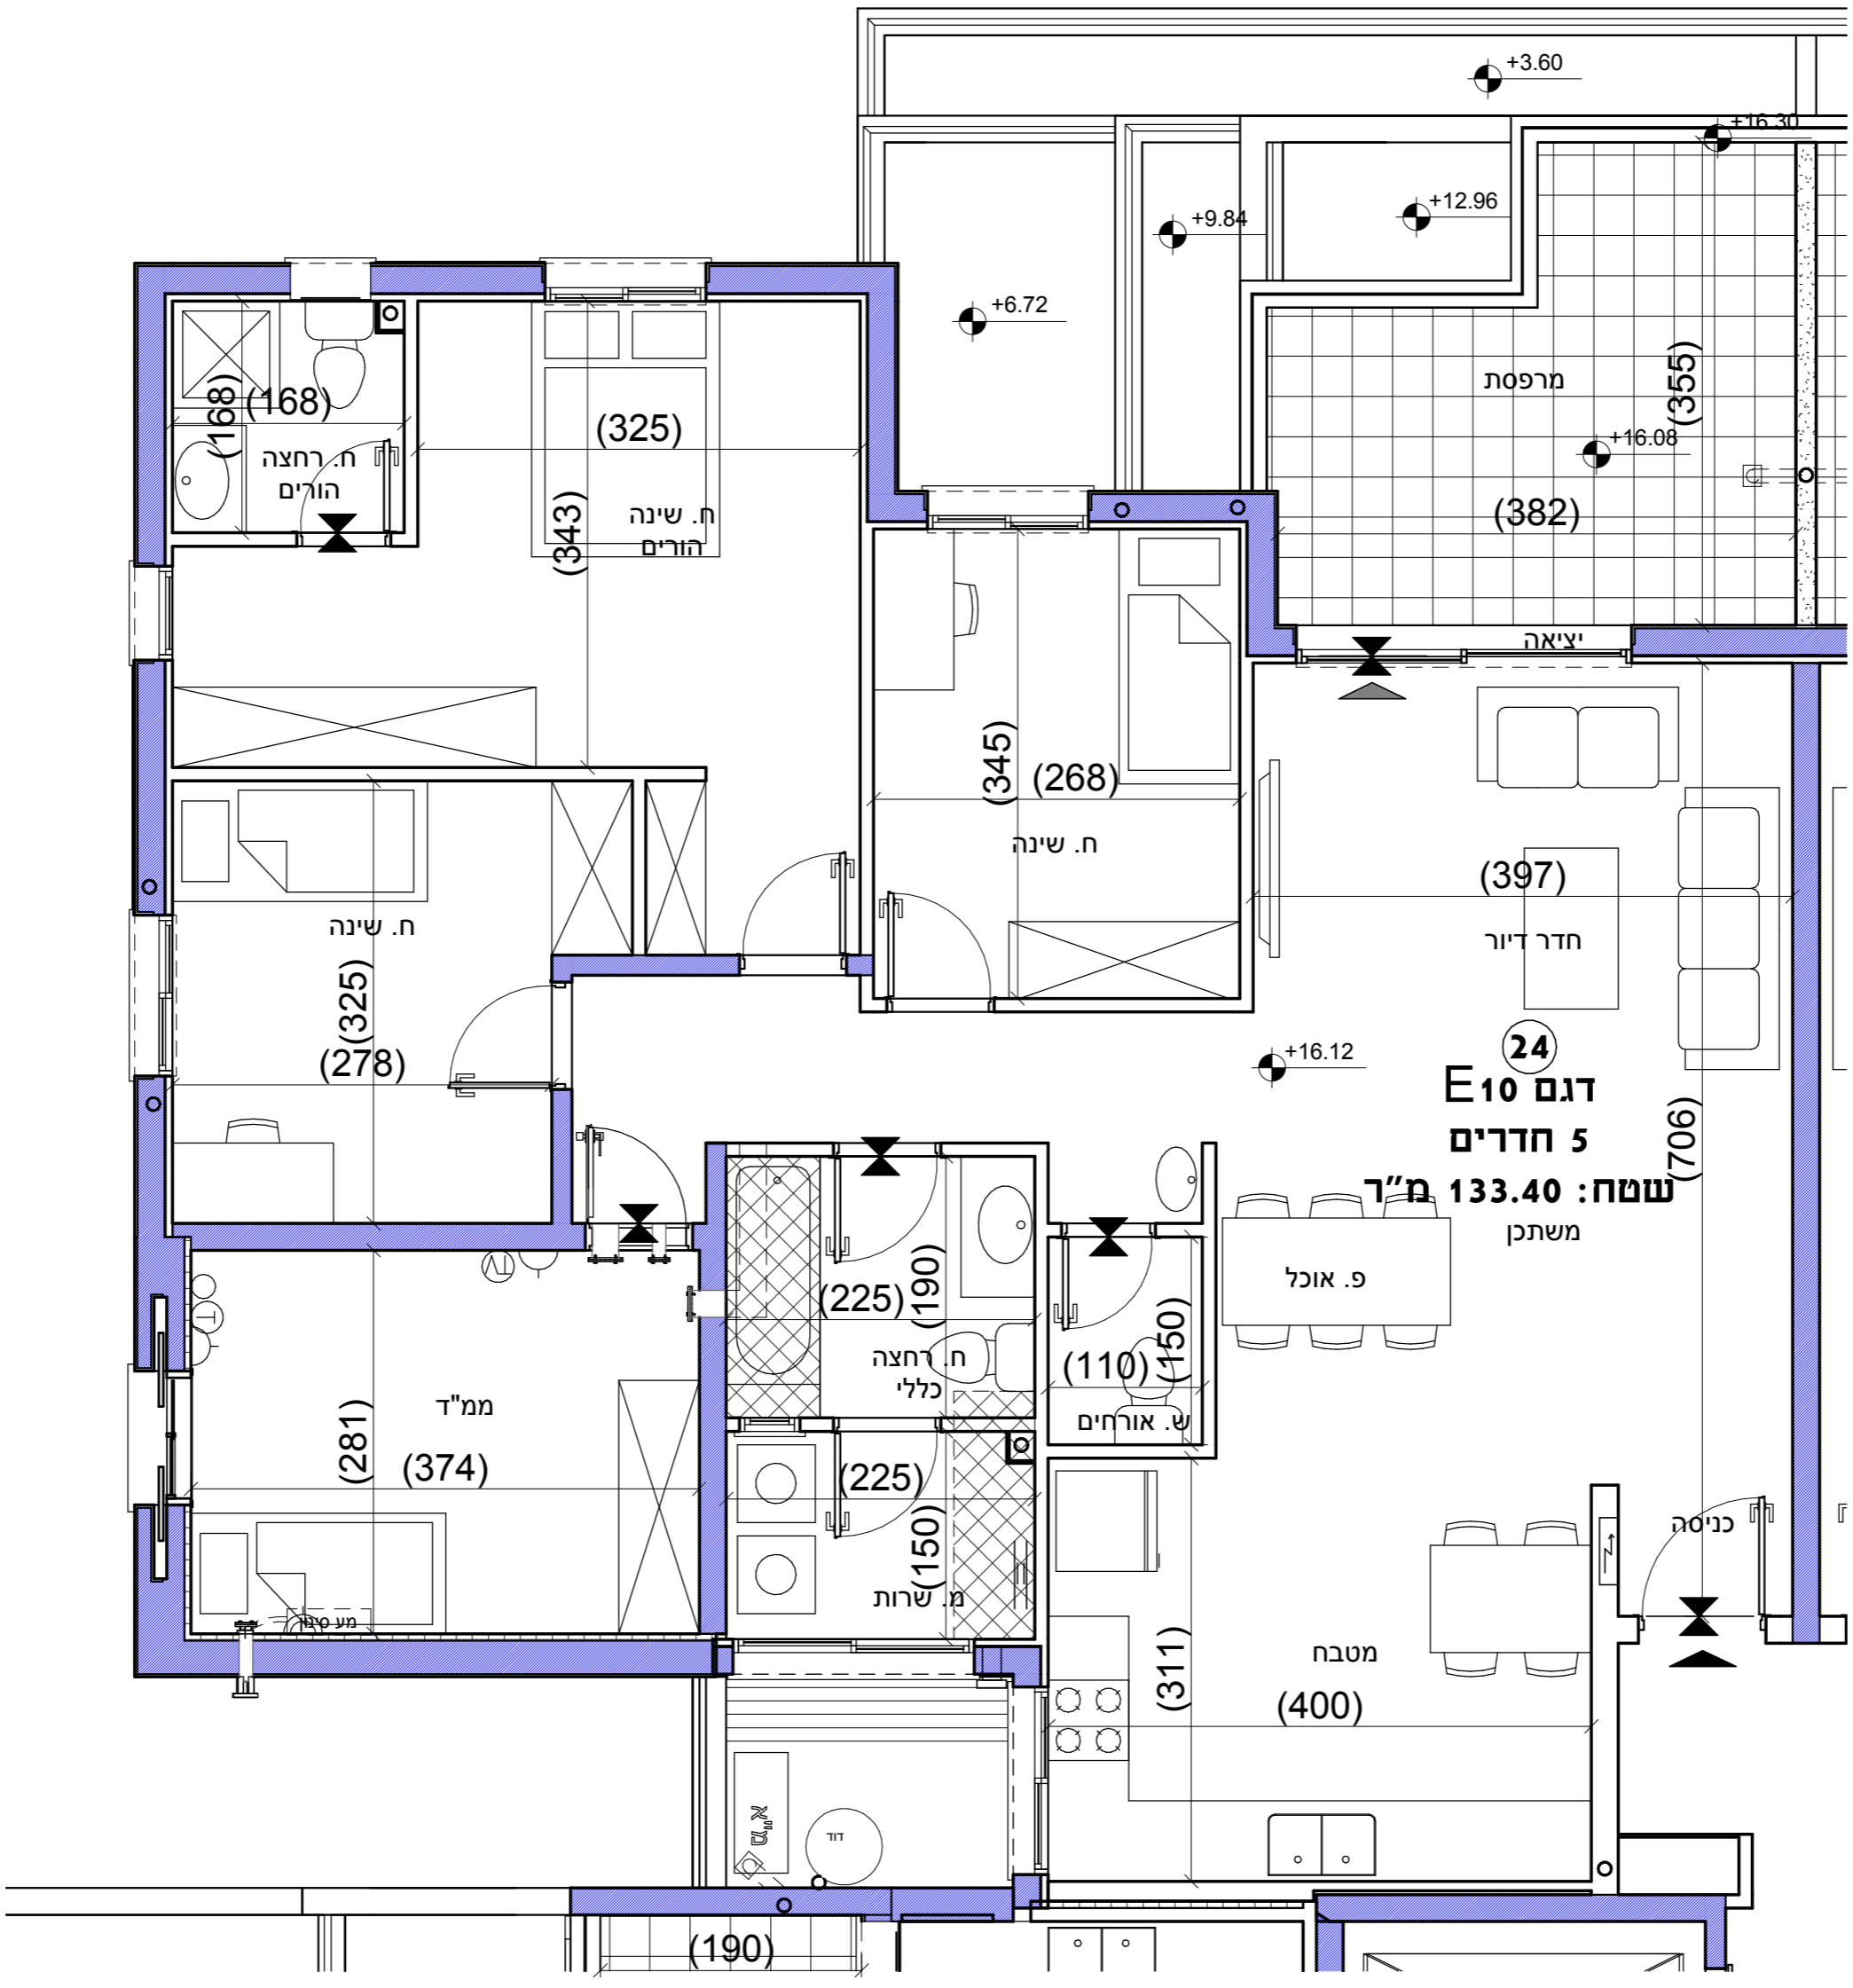 +3.60
+16.30
+12.96
+9.84
+6.72
מרפסת
(355)
+16.08
(382)
יציאה
(168)
(168)
ח. רחצה
הורים
(325)
(343)
ח. שינה
הורים
(345)
(268)
ח. שינה
(397)
חדר דיור
ח. שינה
(325)
(278)
+16.12
24
דגם E10
5 חדרים
שטח: 133.40 מ"ר
משתכן
(706)
פ. אוכל
(225)
(190)
ח. רחצה
כללי
(110)
(150)
ש. אורחים
TV
T
ממ"ד
(281)
(374)
(225)
(150)
מ. שרות
כניסה
מטבח
(311)
(400)
דוד
(190)